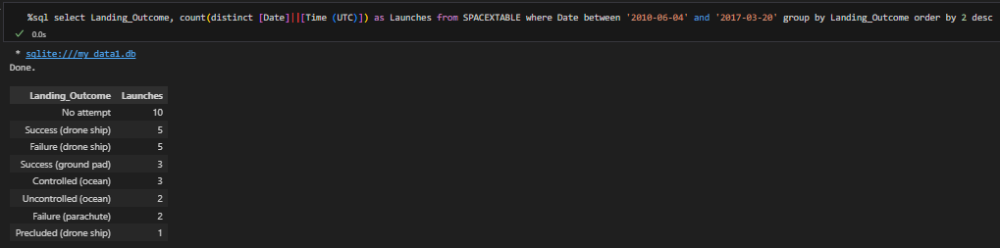 %sql select Landing_Outcome, count(distinct [Date]||[Time (UTC)]) as Launches from SPACEXTABLE where Date between '2010-06-04' and '2017-03-20' group by Landing_Outcome order by 2 desc
✓ 0.0s
* sqlite:///my_data1.db
Done.
Landing_Outcome Launches
No attempt 10
Success (drone ship) 5
Failure (drone ship) 5
Success (ground pad) 3
Controlled (ocean) 3
Uncontrolled (ocean) 2
Failure (parachute) 2
Precluded (drone ship) 1